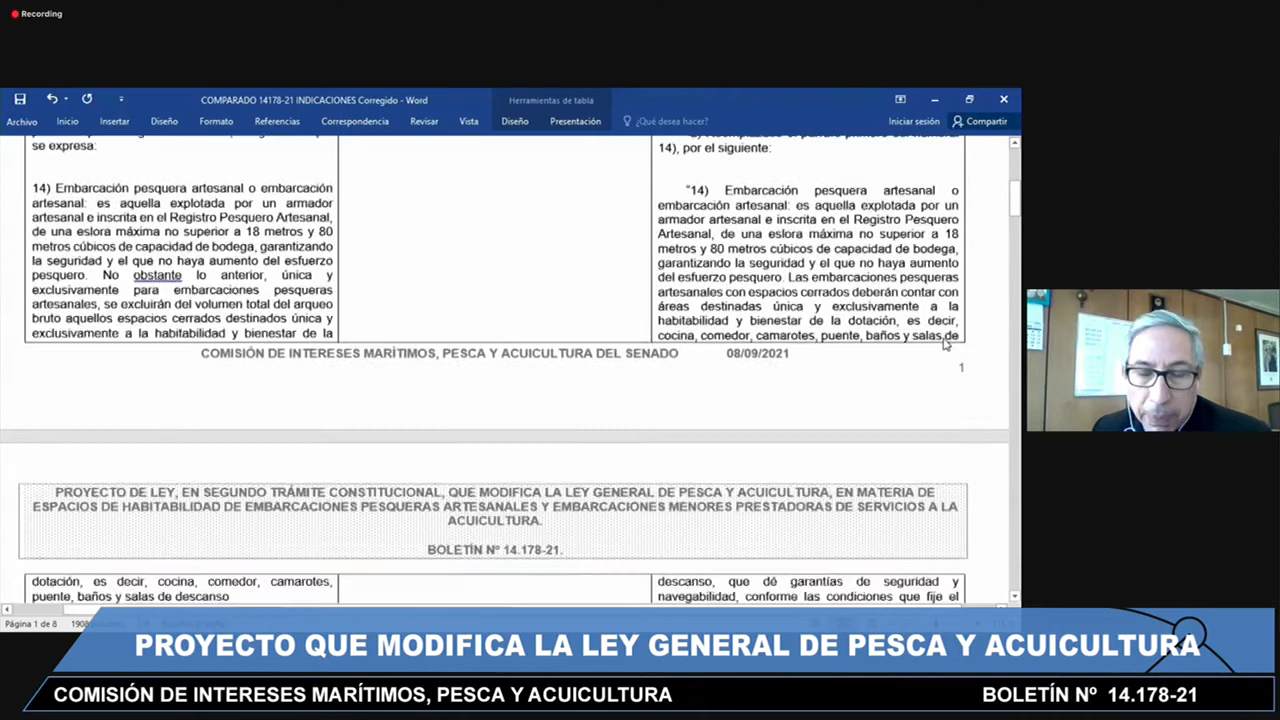 Recording
COMPARADO 14178-21 INDICACIONES Corregido - Word
Herramientas de tabla
Archivo Inicio Insertar Diseño Formato Referencias Correspondencia Revisar Vista Diseño Presentación ¿Qué desea hacer? Iniciar sesión Compartir
se expresa:
14) Embarcación pesquera artesanal o embarcación
artesanal: es aquella explotada por un armador
artesanal e inscrita en el Registro Pesquero Artesanal,
de una eslora máxima no superior a 18 metros y 80
metros cúbicos de capacidad de bodega, garantizando
la seguridad y el que no haya aumento del esfuerzo
pesquero. No obstante lo anterior, única y
exclusivamente para embarcaciones pesqueras
artesanales, se excluirán del volumen total del arqueo
bruto aquellos espacios cerrados destinados única y
exclusivamente a la habitabilidad y bienestar de la
14), por el siguiente:
"14) Embarcación pesquera artesanal o
embarcación artesanal: es aquella explotada por un
armador artesanal e inscrita en el Registro Pesquero
Artesanal, de una eslora máxima no superior a 18
metros y 80 metros cúbicos de capacidad de bodega,
garantizando la seguridad y el que no haya aumento
del esfuerzo pesquero. Las embarcaciones pesqueras
artesanales con espacios cerrados deberán contar con
áreas destinadas única y exclusivamente a la
habitabilidad y bienestar de la dotación, es decir,
cocina, comedor, camarotes, puente, baños y salas de
COMISIÓN DE INTERESES MARÍTIMOS, PESCA Y ACUICULTURA DEL SENADO 08/09/2021
1
PROYECTO DE LEY, EN SEGUNDO TRÁMITE CONSTITUCIONAL, QUE MODIFICA LA LEY GENERAL DE PESCA Y ACUICULTURA, EN MATERIA DE
ESPACIOS DE HABITABILIDAD DE EMBARCACIONES PESQUERAS ARTESANALES Y EMBARCACIONES MENORES PRESTADORAS DE SERVICIOS A LA
ACUICULTURA.
BOLETÍN Nº 14.178-21.
dotación, es decir, cocina, comedor, camarotes,
puente, baños y salas de descanso
descanso, que dé garantías de seguridad y
navegabilidad, conforme las condiciones que fije el
Página 1 de 8
PROYECTO QUE MODIFICA LA LEY GENERAL DE PESCA Y ACUICULTURA
COMISIÓN DE INTERESES MARÍTIMOS, PESCA Y ACUICULTURA
BOLETÍN Nº 14.178-21